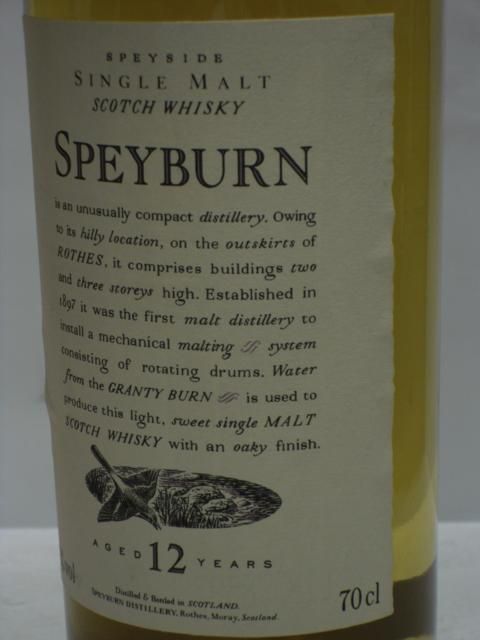 SPEYSIDE
SINGLE MALT
SCOTCH WHISKY
SPEYBURN
is an unusually compact distillery. Owing
to its hilly location, on the outskirts of
ROTHES, it comprises buildings two
and three storeys high. Established in
1897 it was the first malt distillery to
install a mechanical malting system
consisting of rotating drums. Water
from the GRANTY BURN is used to
produce this light, sweet single MALT
SCOTCH WHISKY with an oaky finish.
AGED 12 YEARS
Distilled & Bottled in SCOTLAND.
SPEYBURN DISTILLERY, Rothes, Moray, Scotland.
70 cl